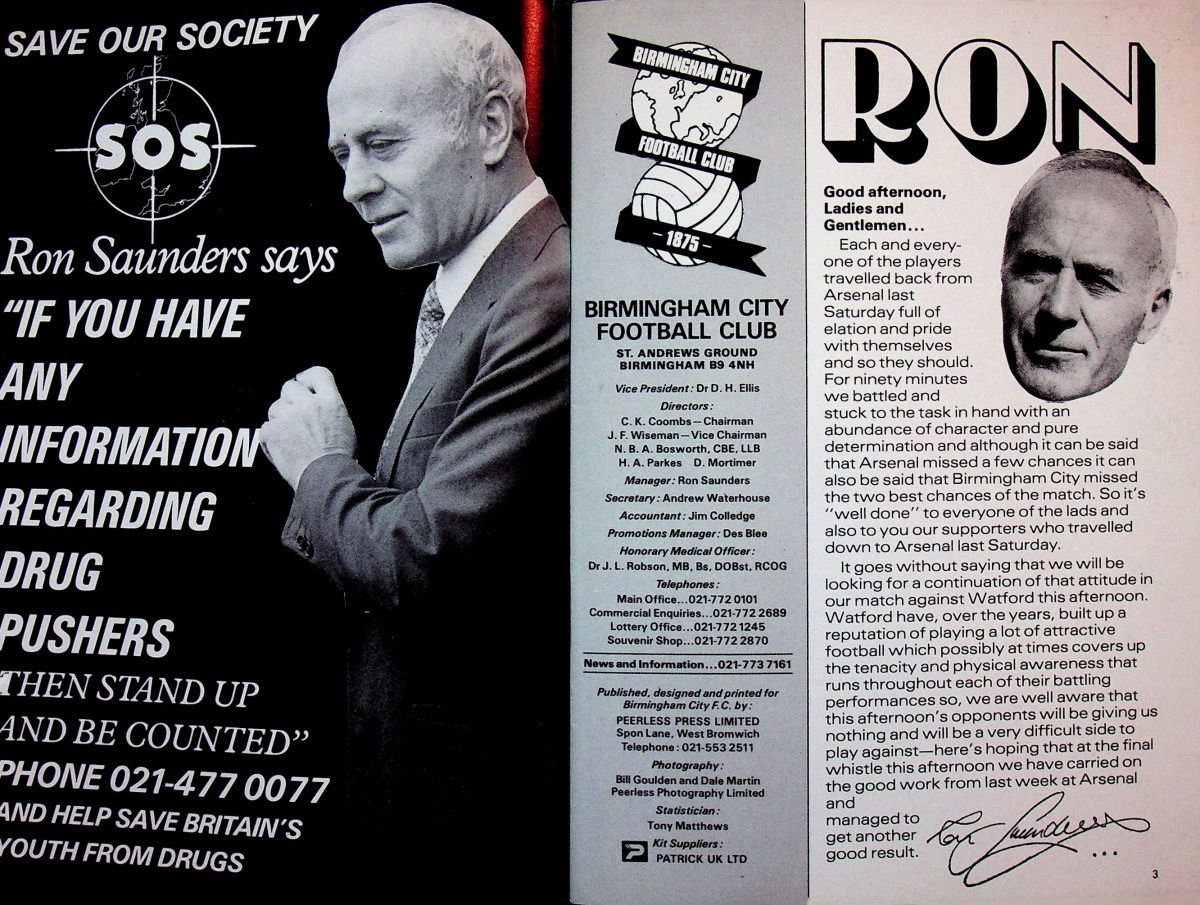 SAVE OUR SOCIETY
SOS
Ron Saunders says
"IF YOU HAVE
ANY
INFORMATION
REGARDING
DRUG
PUSHERS
THEN STAND UP
AND BE COUNTED"
PHONE 021-477 0077
AND HELP SAVE BRITAIN'S
YOUTH FROM DRUGS
BIRMINGHAM CITY
FOOTBALL CLUB
– 1875 –
BIRMINGHAM CITY
FOOTBALL CLUB
ST. ANDREWS GROUND
BIRMINGHAM B9 4NH
Vice President: Dr D. H. Ellis
Directors:
C. K. Coombs—Chairman
J. F. Wiseman—Vice Chairman
N. B. A. Bosworth, CBE, LLB
H. A. Parkes D. Mortimer
Manager: Ron Saunders
Secretary: Andrew Waterhouse
Accountant: Jim Colledge
Promotions Manager: Des Blee
Honorary Medical Officer:
Dr J. L. Robson, MB, Bs, DOBst, RCOG
Telephones:
Main Office...021-772 0101
Commercial Enquiries...021-772 2689
Lottery Office...021-772 1245
Souvenir Shop...021-772 2870
News and Information...021-773 7161
Published, designed and printed for
Birmingham City F.C. by:
PEERLESS PRESS LIMITED
Spon Lane, West Bromwich
Telephone: 021-553 2511
Photography:
Bill Goulden and Dale Martin
Peerless Photography Limited
Statistician:
Tony Matthews
Kit Suppliers:
PATRICK UK LTD
RON
Good afternoon,
Ladies and
Gentlemen...
Each and every-
one of the players
travelled back from
Arsenal last
Saturday full of
elation and pride
with themselves
and so they should.
For ninety minutes
we battled and
stuck to the task in hand with an
abundance of character and pure
determination and although it can be said
that Arsenal missed a few chances it can
also be said that Birmingham City missed
the two best chances of the match. So it's
"well done" to everyone of the lads and
also to you our supporters who travelled
down to Arsenal last Saturday.
It goes without saying that we will be
looking for a continuation of that attitude in
our match against Watford this afternoon.
Watford have, over the years, built up a
reputation of playing a lot of attractive
football which possibly at times covers up
the tenacity and physical awareness that
runs throughout each of their battling
performances so, we are well aware that
this afternoon's opponents will be giving us
nothing and will be a very difficult side to
play against—here's hoping that at the final
whistle this afternoon we have carried on
the good work from last week at Arsenal
and
managed to
get another
good result.
Ron Saunders
...
3